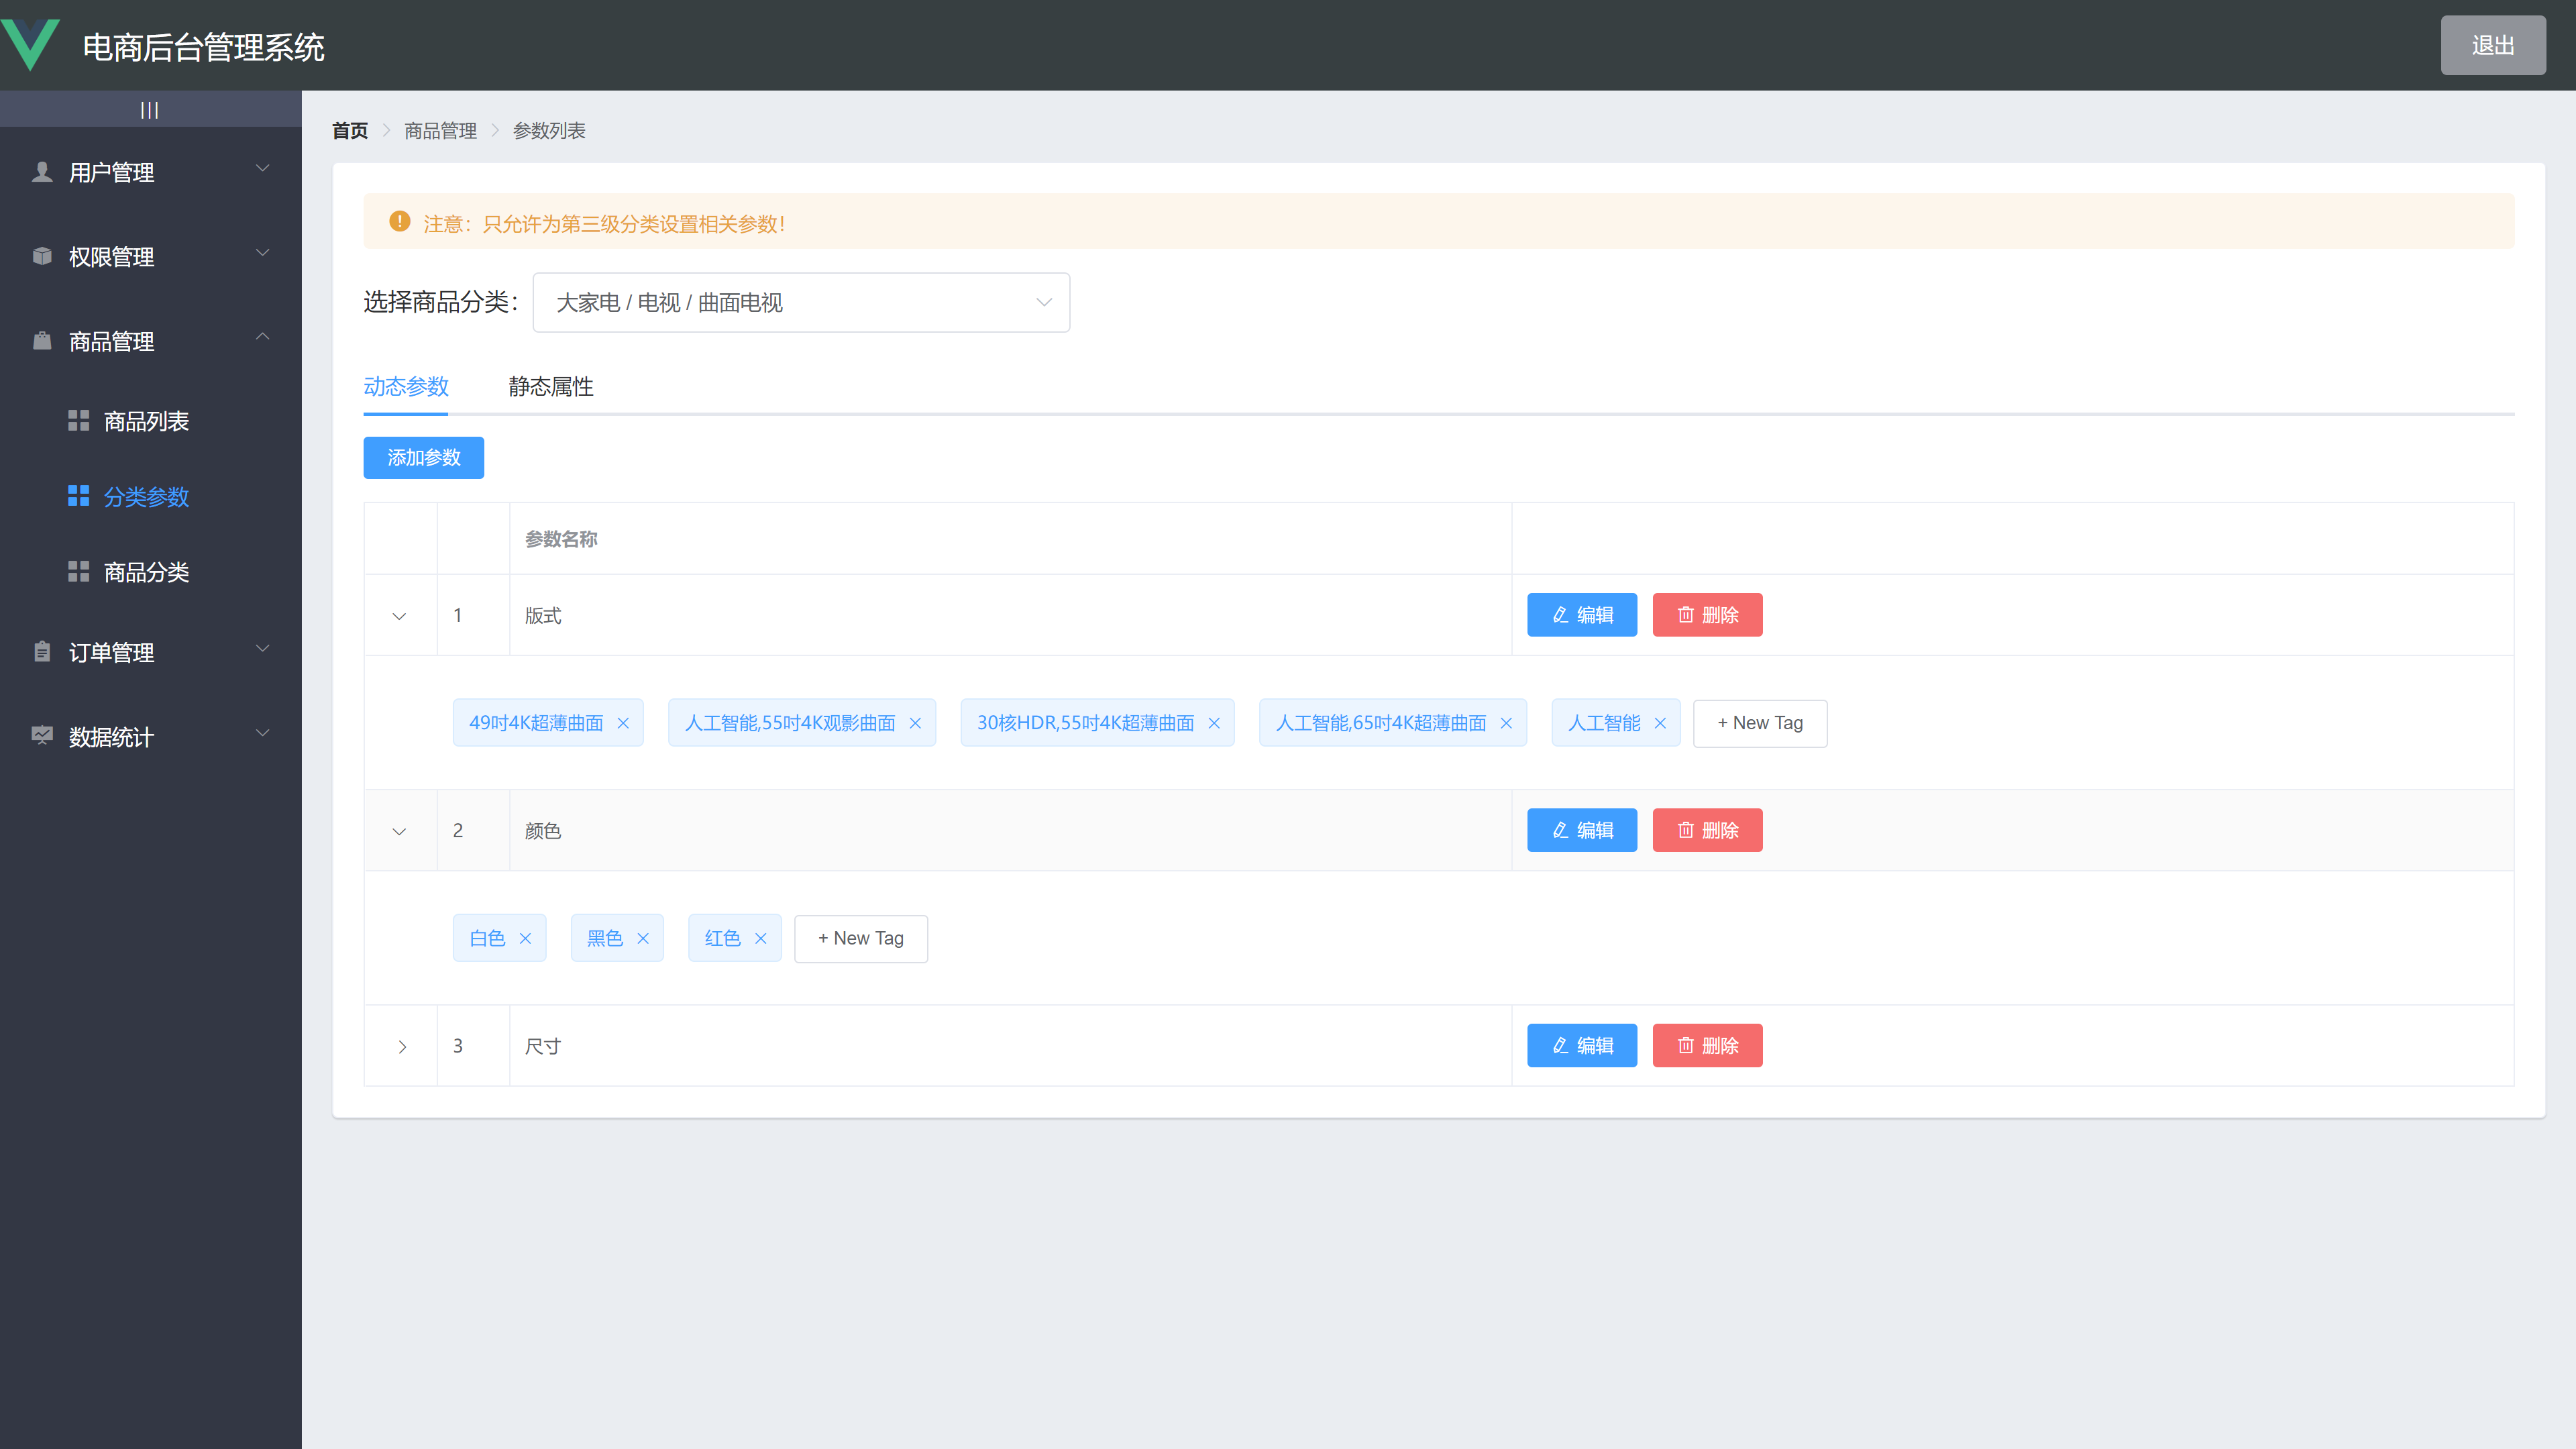 电商后台管理系统
退出
|||
用户管理
权限管理
商品管理
商品列表
分类参数
商品分类
订单管理
数据统计
首页 > 商品管理 > 参数列表
注意：只允许为第三级分类设置相关参数！
选择商品分类： 大家电 / 电视 / 曲面电视
动态参数 静态属性
添加参数
参数名称
1 版式 编辑 删除
49吋4K超薄曲面 人工智能,55吋4K观影曲面 30核HDR,55吋4K超薄曲面 人工智能,65吋4K超薄曲面 人工智能 + New Tag
2 颜色 编辑 删除
白色 黑色 红色 + New Tag
3 尺寸 编辑 删除